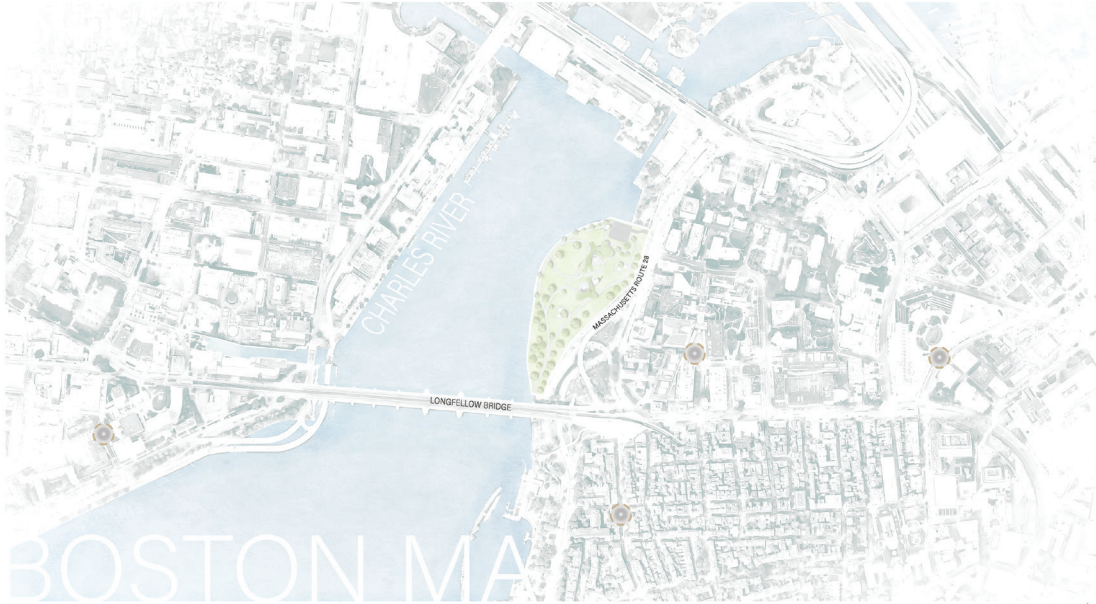 CHARLES RIVER
MASSACHUSETTS ROUTE 28
LONGFELLOW BRIDGE
BOSTON MA